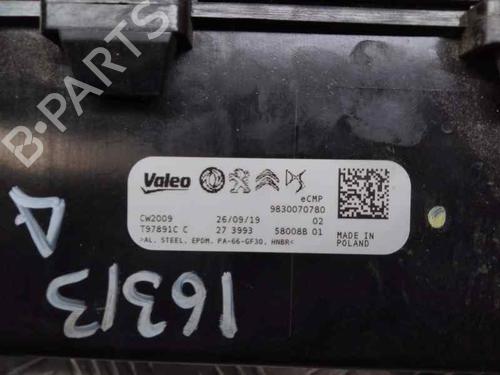 B-PARTS
Valeo
eCMP
9830070780
CW2009 26/09/19 02
T97891C C 27 3993 58008B 01
>AL, STEEL, EPDM, PA-66-GF30, HNBR<
MADE IN
POLAND
16313